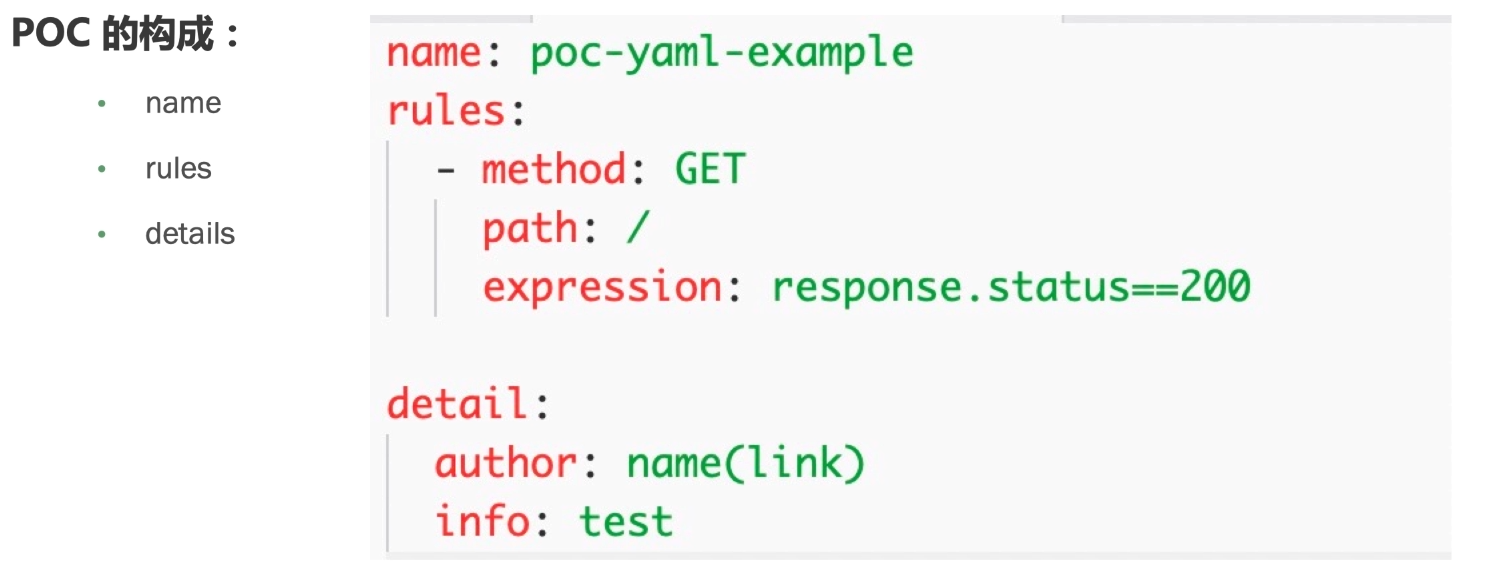 POC 的构成：
• name
• rules
• details
name: poc-yaml-example
rules:
  - method: GET
    path: /
    expression: response.status==200
detail:
  author: name(link)
  info: test